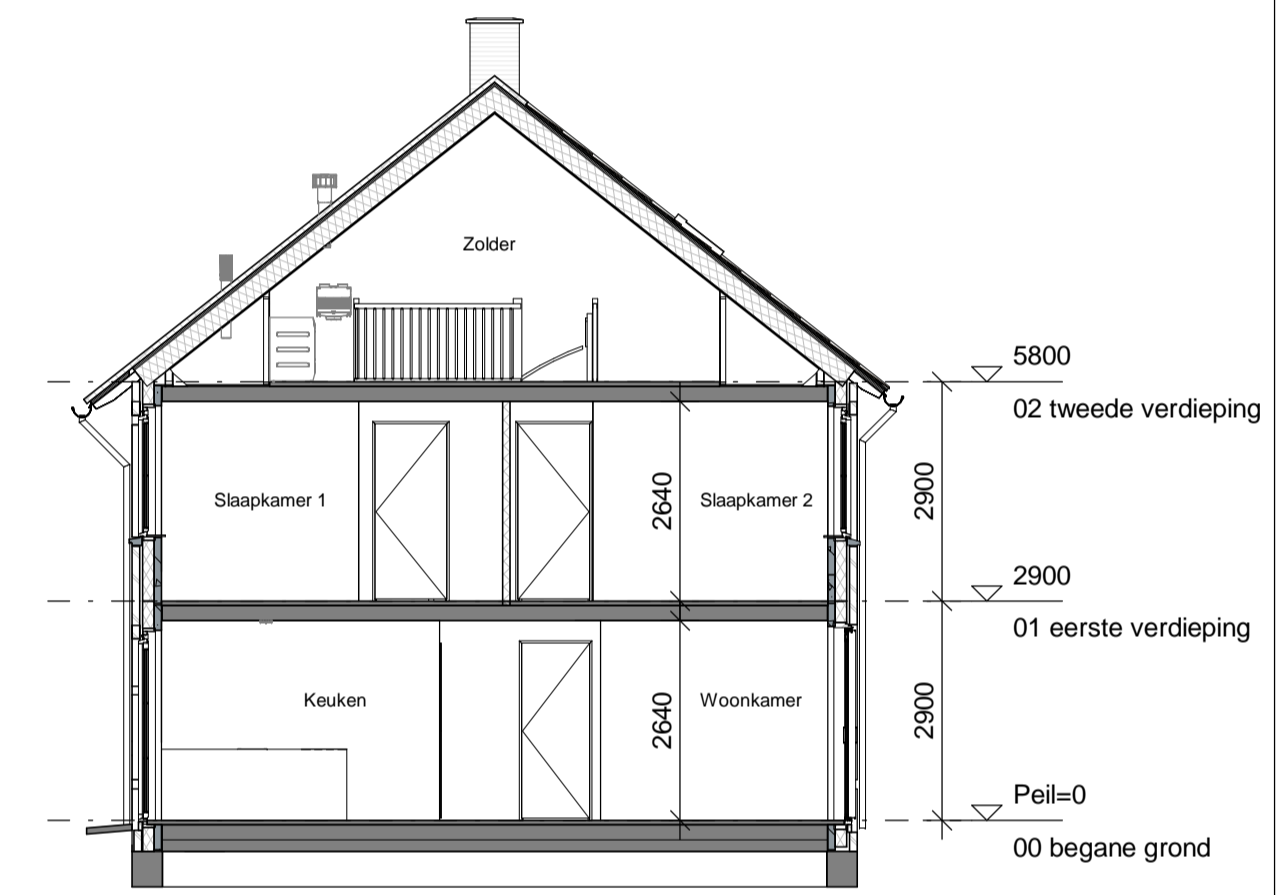 Zolder
5800
02 tweede verdieping
Slaapkamer 1
2640
Slaapkamer 2
2900
2900
01 eerste verdieping
Keuken
2640
Woonkamer
2900
Peil=0
00 begane grond